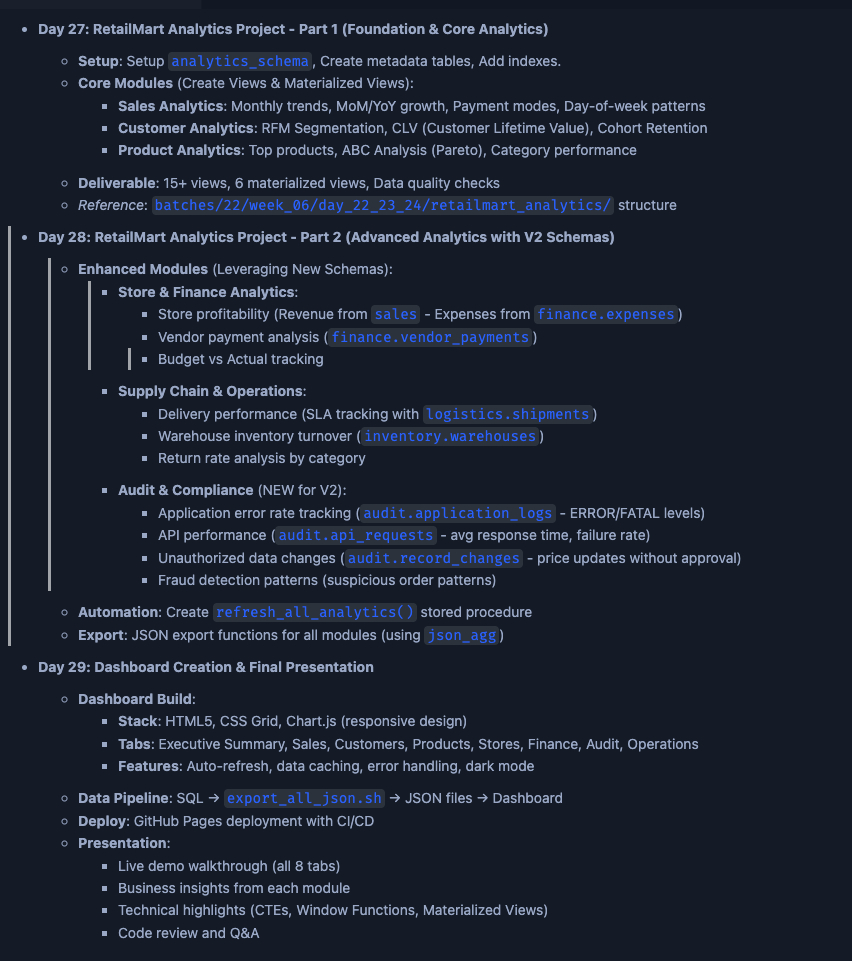 Day 27: RetailMart Analytics Project - Part 1 (Foundation & Core Analytics)
Setup: Setup analytics_schema, Create metadata tables, Add indexes.
Core Modules (Create Views & Materialized Views):
Sales Analytics: Monthly trends, MoM/YoY growth, Payment modes, Day-of-week patterns
Customer Analytics: RFM Segmentation, CLV (Customer Lifetime Value), Cohort Retention
Product Analytics: Top products, ABC Analysis (Pareto), Category performance
Deliverable: 15+ views, 6 materialized views, Data quality checks
Reference: batches/22/week_06/day_22_23_24/retailmart_analytics/ structure
Day 28: RetailMart Analytics Project - Part 2 (Advanced Analytics with V2 Schemas)
Enhanced Modules (Leveraging New Schemas):
Store & Finance Analytics:
Store profitability (Revenue from sales - Expenses from finance.expenses)
Vendor payment analysis (finance.vendor_payments)
Budget vs Actual tracking
Supply Chain & Operations:
Delivery performance (SLA tracking with logistics.shipments)
Warehouse inventory turnover (inventory.warehouses)
Return rate analysis by category
Audit & Compliance (NEW for V2):
Application error rate tracking (audit.application_logs - ERROR/FATAL levels)
API performance (audit.api_requests - avg response time, failure rate)
Unauthorized data changes (audit.record_changes - price updates without approval)
Fraud detection patterns (suspicious order patterns)
Automation: Create refresh_all_analytics() stored procedure
Export: JSON export functions for all modules (using json_agg)
Day 29: Dashboard Creation & Final Presentation
Dashboard Build:
Stack: HTML5, CSS Grid, Chart.js (responsive design)
Tabs: Executive Summary, Sales, Customers, Products, Stores, Finance, Audit, Operations
Features: Auto-refresh, data caching, error handling, dark mode
Data Pipeline: SQL → export_all_json.sh → JSON files → Dashboard
Deploy: GitHub Pages deployment with CI/CD
Presentation:
Live demo walkthrough (all 8 tabs)
Business insights from each module
Technical highlights (CTEs, Window Functions, Materialized Views)
Code review and Q&A